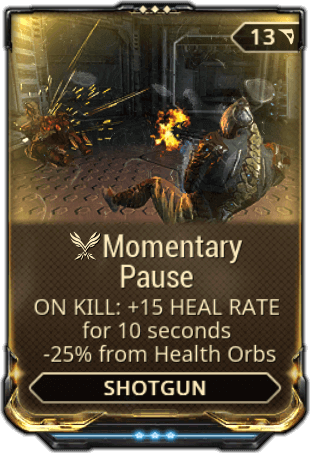 13
Momentary
Pause
ON KILL: +15 HEAL RATE
for 10 seconds
-25% from Health Orbs
SHOTGUN